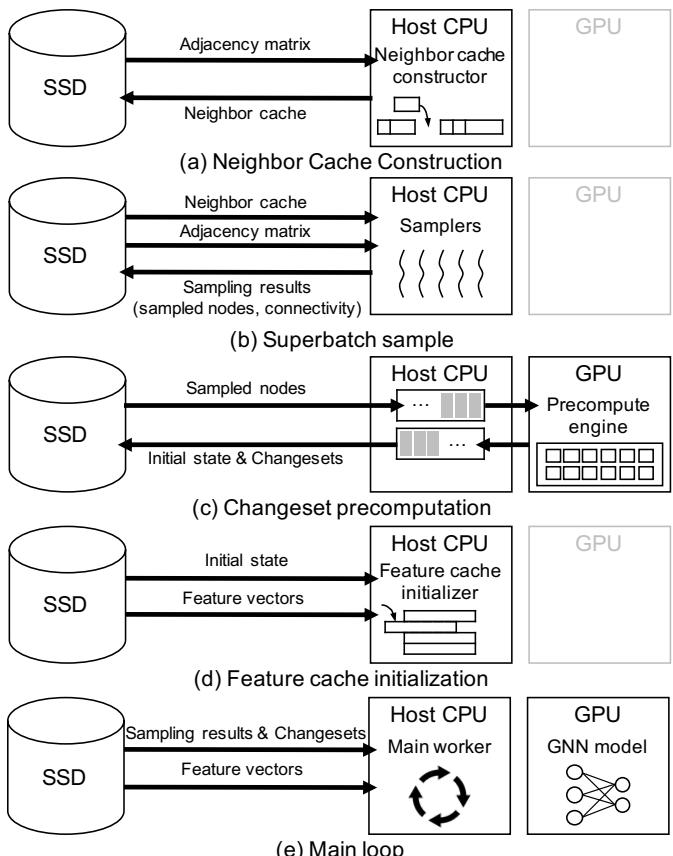 Host CPU
GPU
Adjacency matrix
Neighbor cache
constructor
SSD
Neighbor cache
(a) Neighbor Cache Construction
Host CPU
GPU
Neighbor cache
Samplers
Adjacency matrix
SSD
Sampling results
(sampled nodes, connectivity)
(b) Superbatch sample
Host CPU
GPU
Sampled nodes
...
Precompute
engine
SSD
...
Initial state & Changesets
(c) Changeset precomputation
Host CPU
GPU
Initial state
Feature cache
initializer
SSD
Feature vectors
(d) Feature cache initialization
Host CPU
GPU
Sampling results & Changesets
Main worker
GNN model
SSD
Feature vectors
(e) Main loop